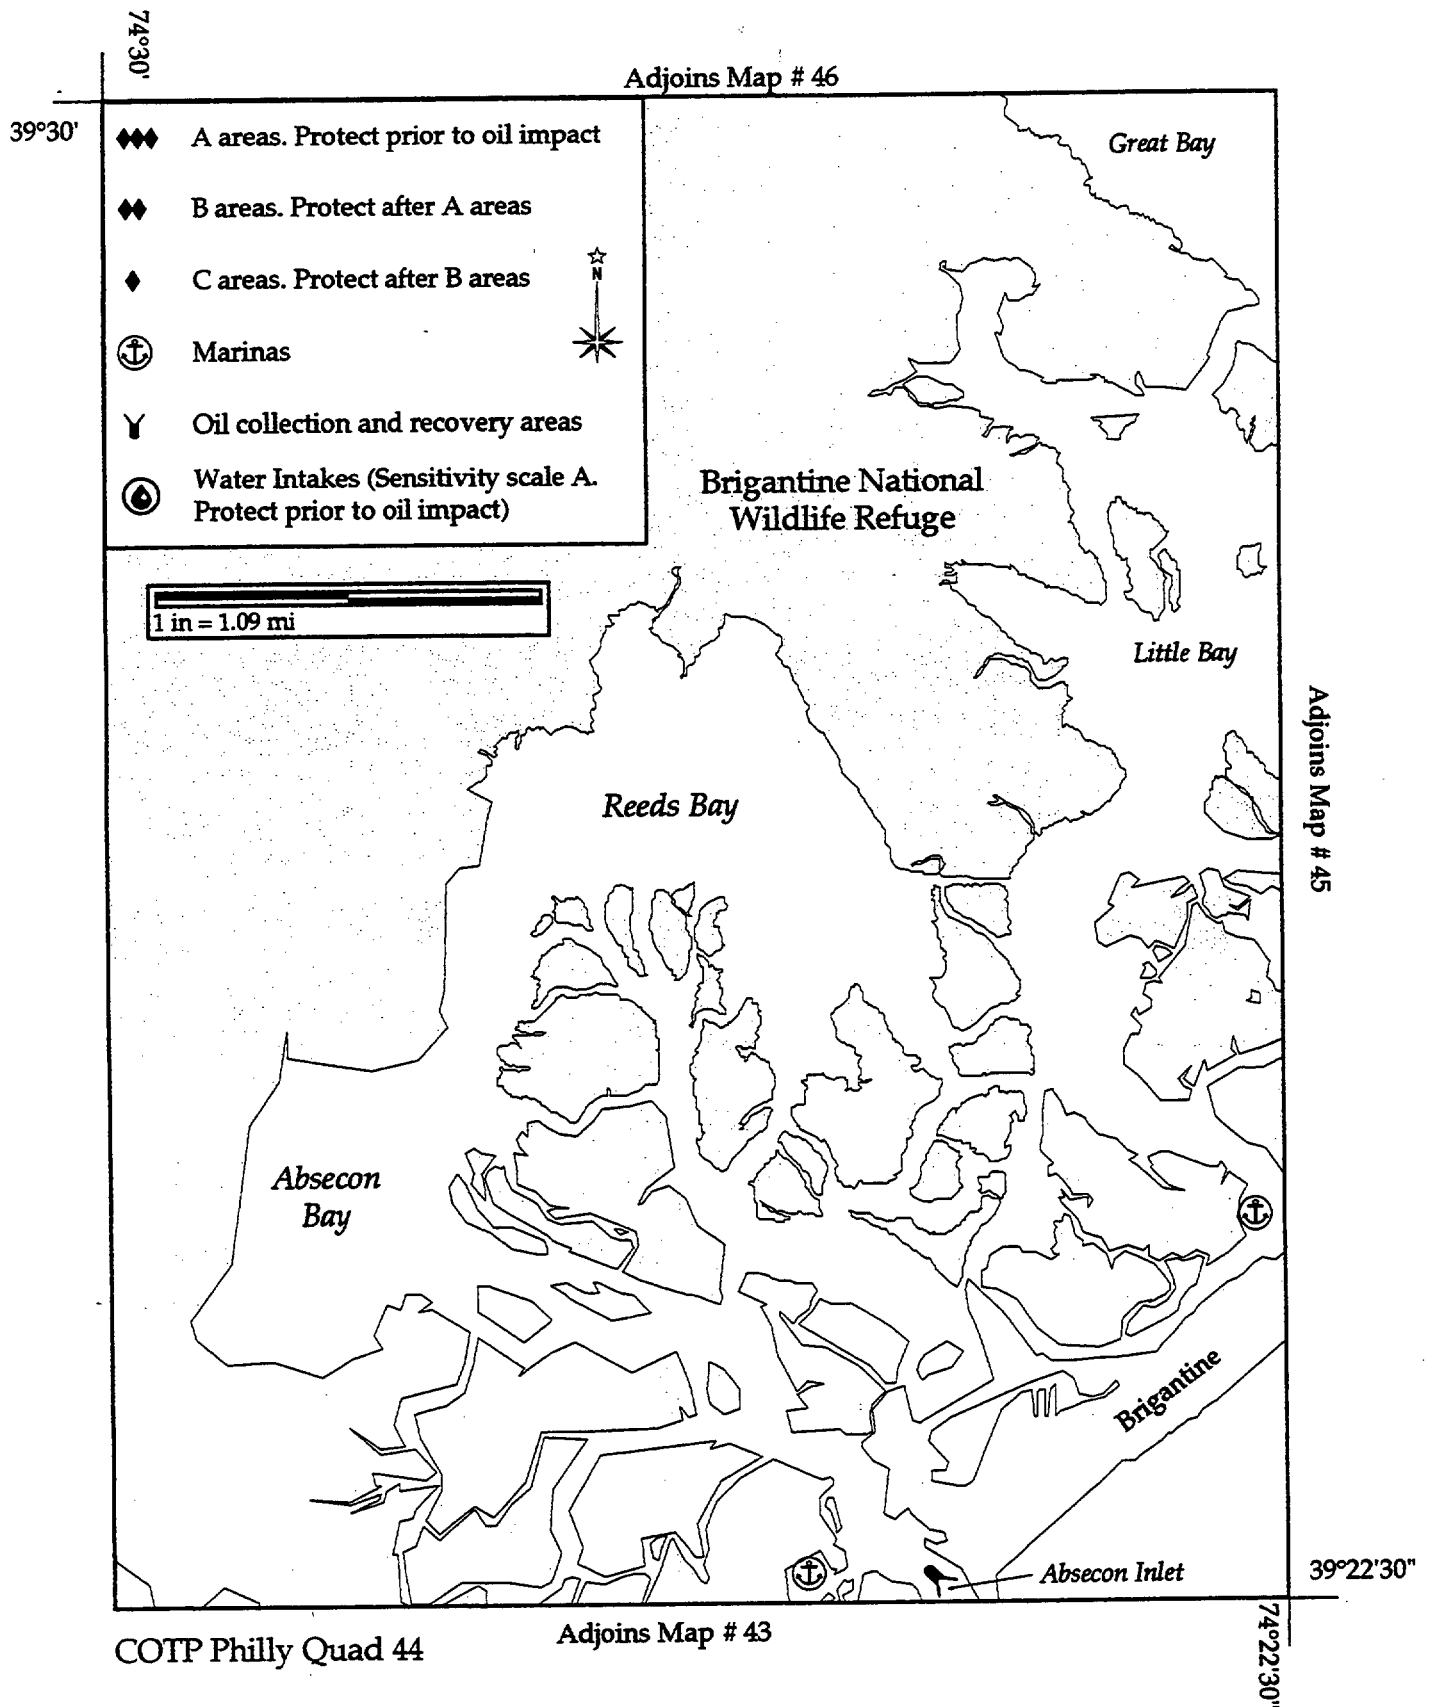 74°30'
Adjoins Map # 46
39°30'
A areas. Protect prior to oil impact
B areas. Protect after A areas
C areas. Protect after B areas
N
Marinas
Oil collection and recovery areas
Water Intakes (Sensitivity scale A.
Protect prior to oil impact)
1 in = 1.09 mi
Great Bay
Brigantine National
Wildlife Refuge
Little Bay
Adjoins Map # 45
Reeds Bay
Absecon
Bay
Brigantine
Absecon Inlet
39°22'30"
74°22'30"
Adjoins Map # 43
COTP Philly Quad 44